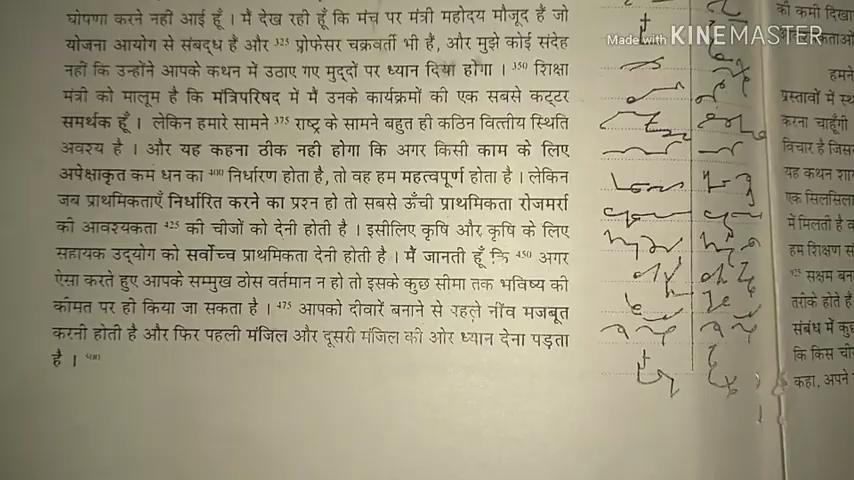 घोषणा करने नहीं आई हूँ । मैं देख रही हूँ कि मंच पर मंत्री महोदय मौजूद हैं जो
योजना आयोग से संबद्ध हैं और 325 प्रोफेसर चक्रवर्ती भी हैं, और मुझे कोई संदेह
नहीं कि उन्होंने आपके कथन में उठाए गए मुद्दों पर ध्यान दिया होगा । 350 शिक्षा
मंत्री को मालूम है कि मंत्रिपरिषद में मैं उनके कार्यक्रमों की एक सबसे कट्टर
समर्थक हूँ । लेकिन हमारे सामने 375 राष्ट्र के सामने बहुत ही कठिन वित्तीय स्थिति
अवश्य है । और यह कहना ठीक नही होगा कि अगर किसी काम के लिए
अपेक्षाकृत कम धन का 400 निर्धारण होता है, तो वह हम महत्वपूर्ण होता है । लेकिन
जब प्राथमिकताएँ निर्धारित करने का प्रश्न हो तो सबसे ऊँची प्राथमिकता रोजमर्रा
की आवश्यकता 425 की चीजों को देनी होती है । इसीलिए कृषि और कृषि के लिए
सहायक उद्योग को सर्वोच्च प्राथमिकता देनी होती है । मैं जानती हूँ कि 450 अगर
ऐसा करते हुए आपके सम्मुख ठोस वर्तमान न हो तो इसके कुछ सीमा तक भविष्य की
कीमत पर ही किया जा सकता है । 475 आपको दीवारें बनाने से पहले नींव मजबूत
करनी होती है और फिर पहली मंजिल और दूसरी मंजिल की ओर ध्यान देना पड़ता
है ।
Made with KINEMASTER
की कमी दिखा
हमने
प्रस्तावों में स्थ
करना चाहूँगी
विचार है जिस
यह कथन शा
एक सिलसिला
में मिलती है व
हम शिक्षण सं
सक्षम बन
तरीके होते हैं
संबंध में कुछ
कि किस ची
कहा, अपने